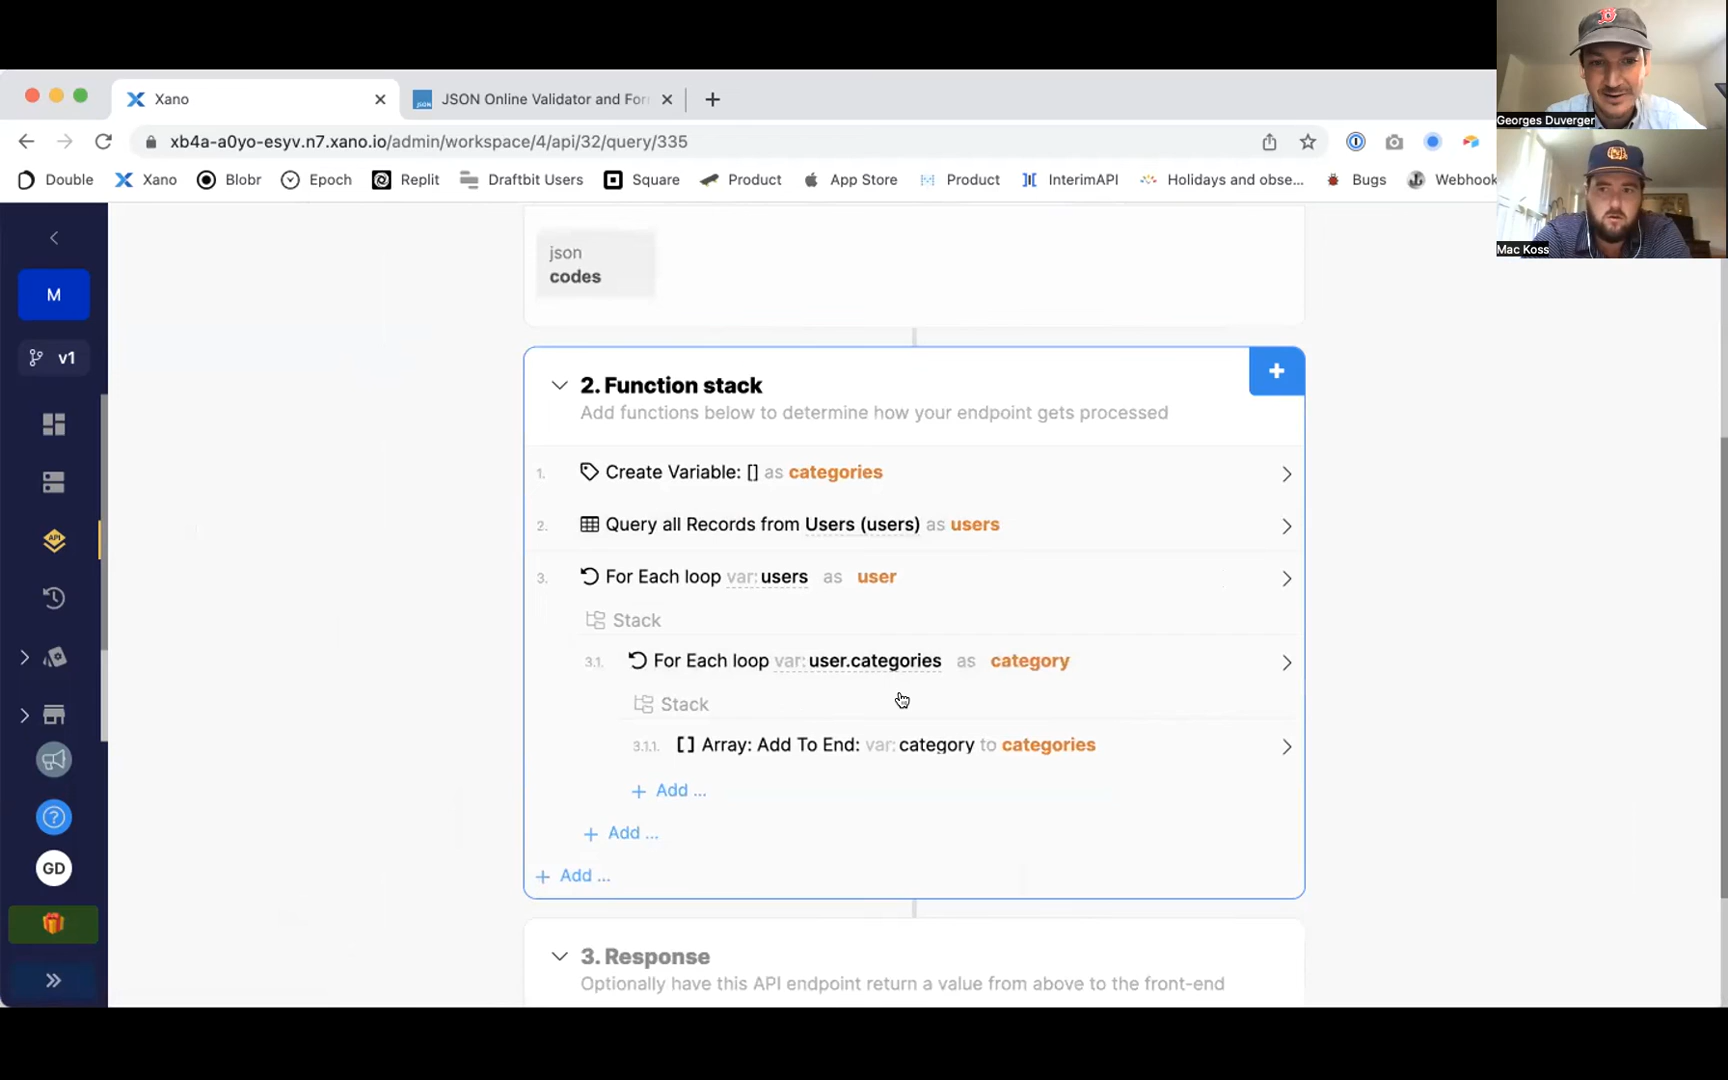 Xano
JSON Online Validator and For
xb4a-a0yo-esyv.n7.xano.io/admin/workspace/4/api/32/query/335
Double Xano Blobr Epoch Replit Draftbit Users Square Product App Store Product InterimAPI Holidays and obse... Bugs Webhook
Georges Duverger
Mac Koss
M
v1
API
GD
json
codes
2. Function stack
Add functions below to determine how your endpoint gets processed
1. Create Variable: [] as categories
2. Query all Records from Users (users) as users
3. For Each loop var: users as user
Stack
3.1. For Each loop var: user.categories as category
Stack
3.1.1. [] Array: Add To End: var: category to categories
+ Add ...
+ Add ...
+ Add ...
3. Response
Optionally have this API endpoint return a value from above to the front-end